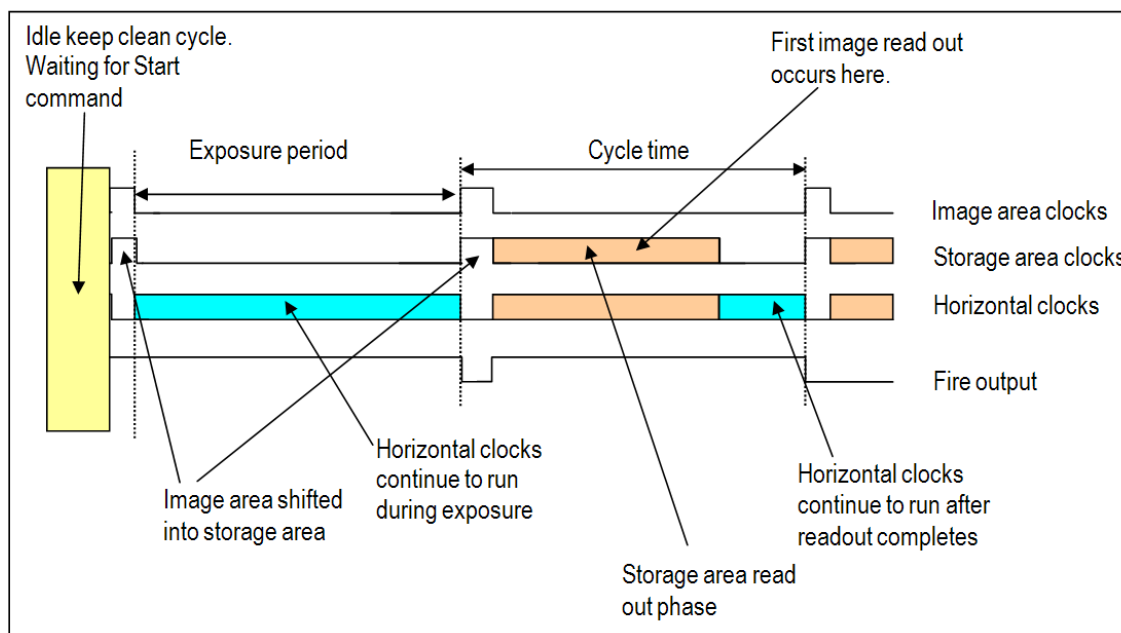 Idle keep clean cycle.
Waiting for Start
command
First image read out
occurs here.
Exposure period
Cycle time
Image area clocks
Storage area clocks
Horizontal clocks
Fire output
Image area shifted
into storage area
Horizontal clocks
continue to run
during exposure
Storage area read
out phase
Horizontal clocks
continue to run after
readout completes